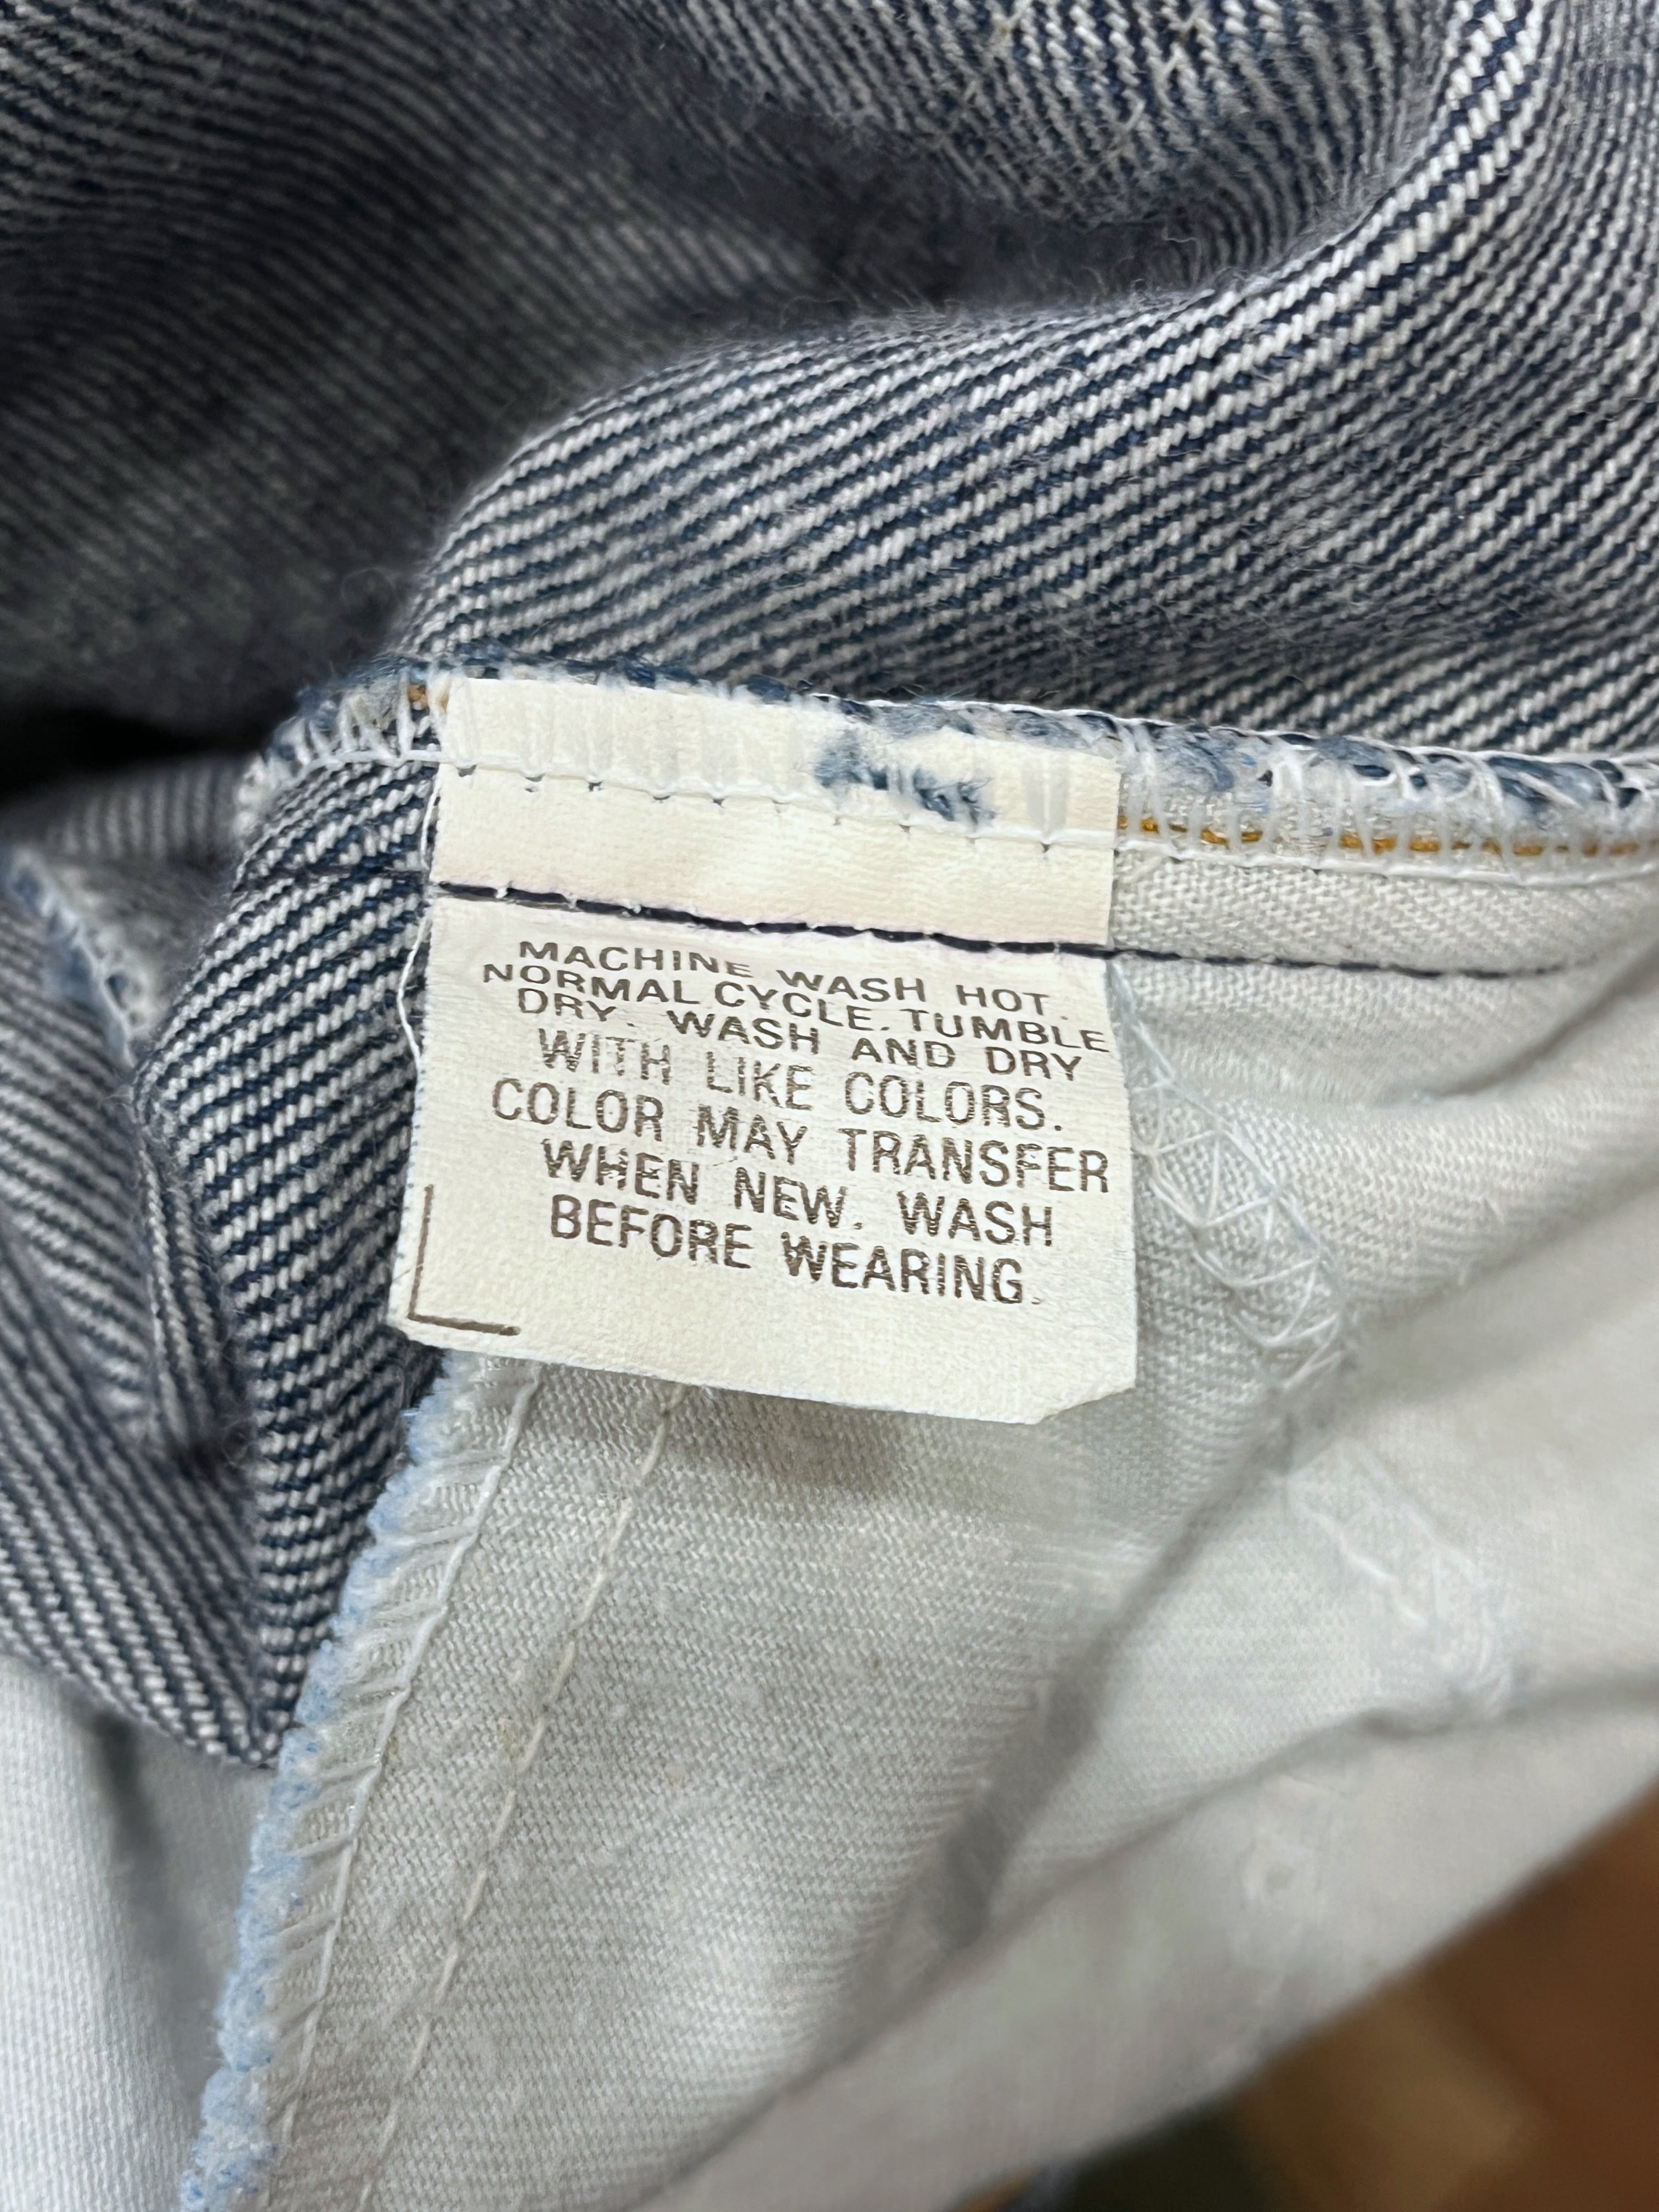 MACHINE WASH HOT.
NORMAL CYCLE. TUMBLE
DRY. WASH AND DRY
WITH LIKE COLORS.
COLOR MAY TRANSFER
WHEN NEW. WASH
BEFORE WEARING.